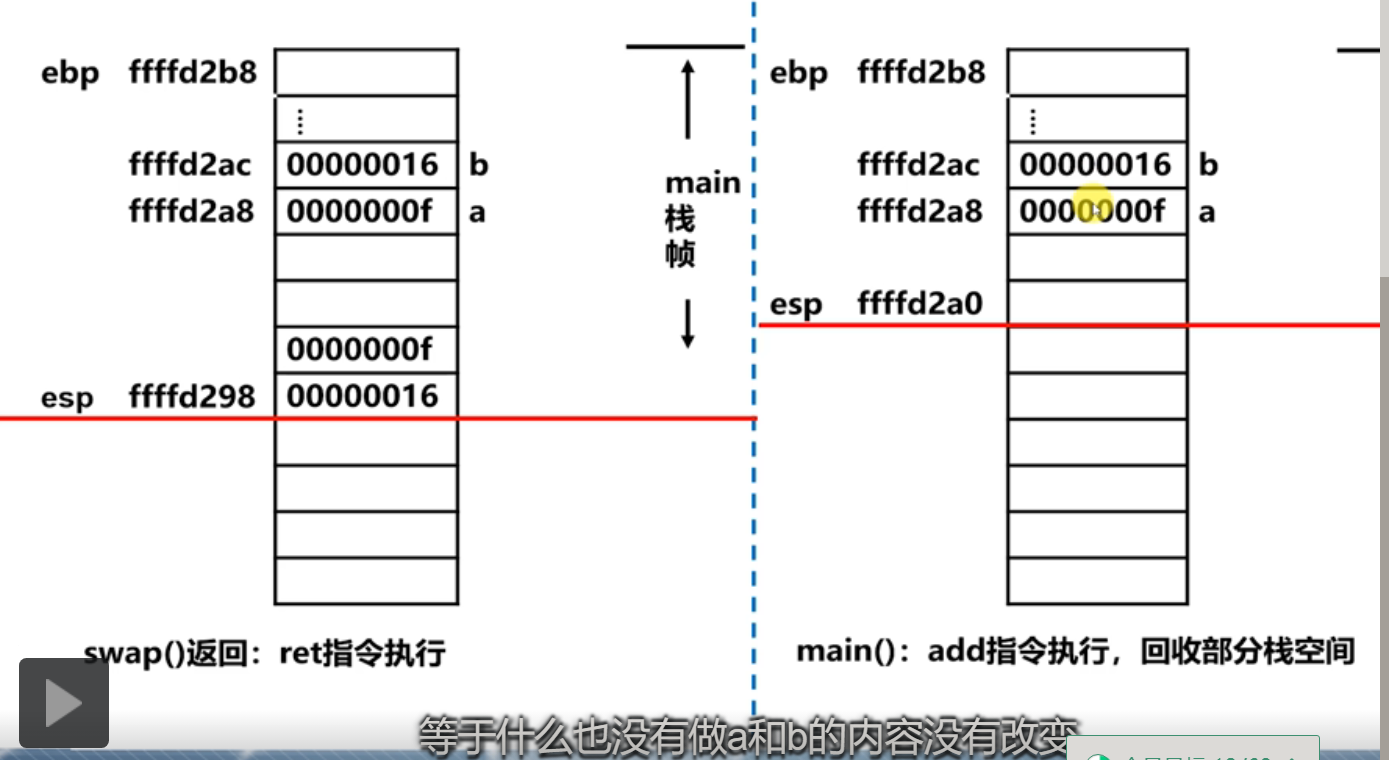 ebp ffffd2b8
ffffd2ac 00000016 b
ffffd2a8 0000000f a
0000000f
esp ffffd298 00000016
main
栈
帧
swap()返回：ret指令执行
ebp ffffd2b8
ffffd2ac 00000016 b
ffffd2a8 0000000f a
esp ffffd2a0
main()：add指令执行，回收部分栈空间
等于什么也没有做a和b的内容没有改变